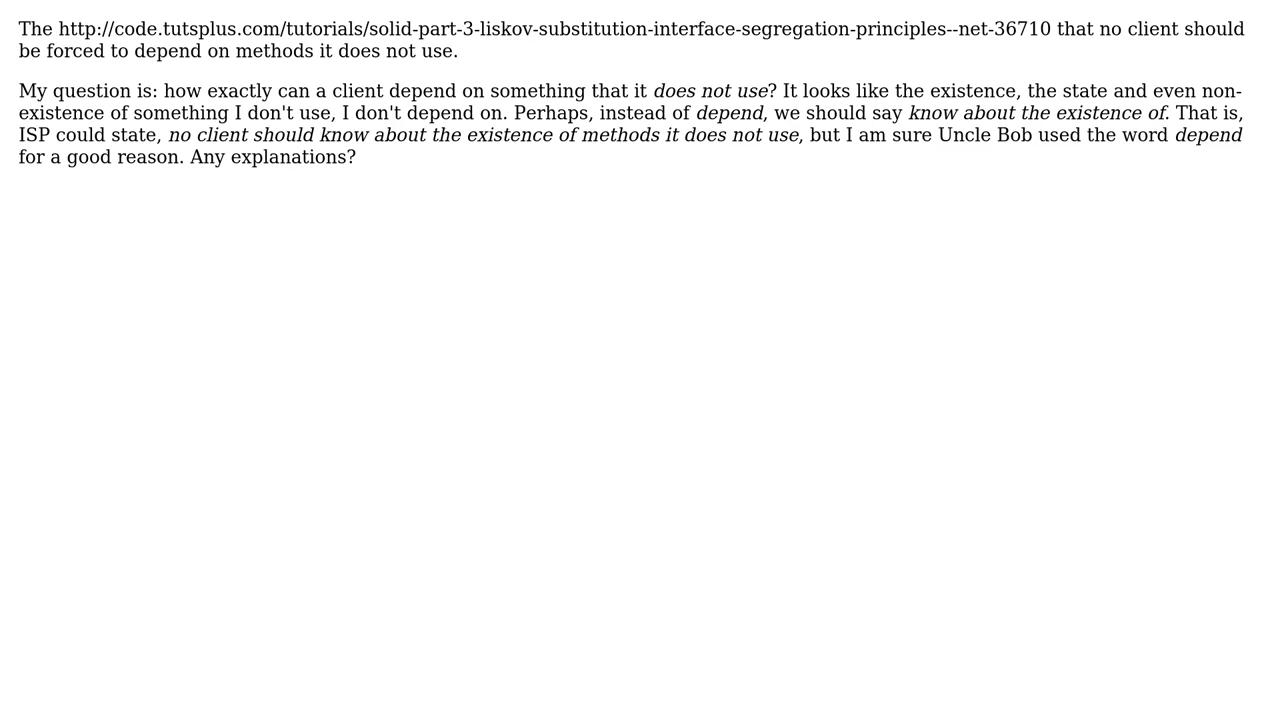 The http://code.tutsplus.com/tutorials/solid-part-3-liskov-substitution-interface-segregation-principles--net-36710 that no client should
be forced to depend on methods it does not use.
My question is: how exactly can a client depend on something that it does not use? It looks like the existence, the state and even non-
existence of something I don't use, I don't depend on. Perhaps, instead of depend, we should say know about the existence of. That is,
ISP could state, no client should know about the existence of methods it does not use, but I am sure Uncle Bob used the word depend
for a good reason. Any explanations?